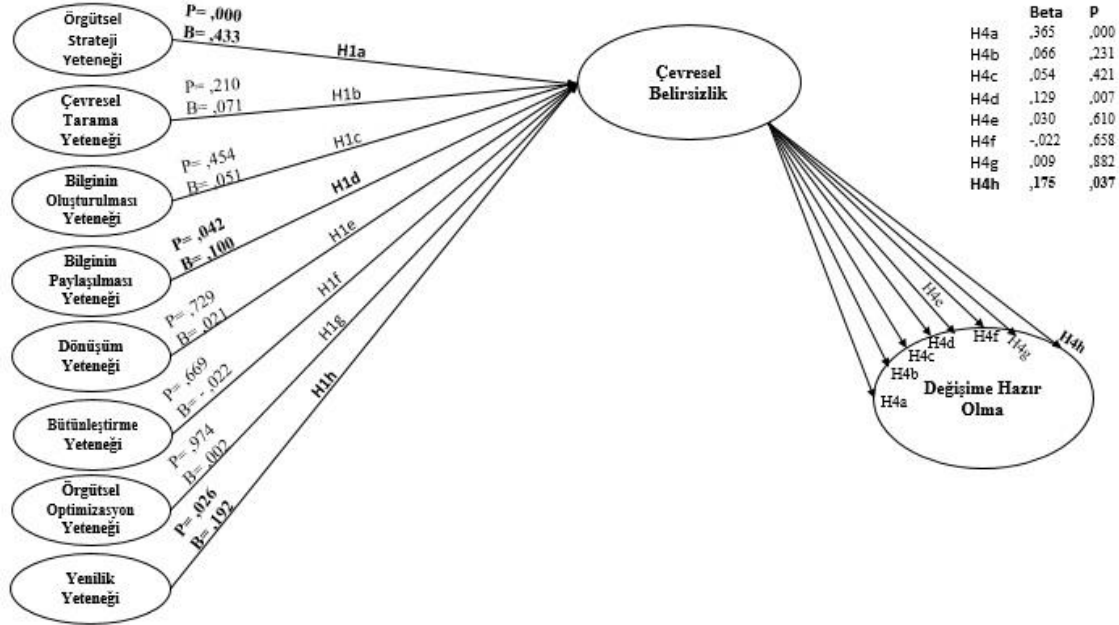 Örgütsel
Strateji
Yeteneği
P= ,000
B= ,433
H1a
Çevresel
Tarama
Yeteneği
P= ,210
B= ,071
H1b
Bilginin
Oluşturulması
Yeteneği
P= ,454
B= ,051
H1c
Bilginin
Paylaşılması
Yeteneği
P= ,042
B= ,100
H1d
Dönüşüm
Yeteneği
P= ,729
B= ,021
H1e
Bütünleştirme
Yeteneği
P= ,669
B= - ,022
H1f
Örgütsel
Optimizasyon
Yeteneği
P= ,974
B= ,002
H1g
Yenilik
Yeteneği
P= ,026
B= ,192
H1h
Çevresel
Belirsizlik
Beta P
H4a ,365 ,000
H4b ,066 ,231
H4c ,054 ,421
H4d ,129 ,007
H4e ,030 ,610
H4f -,022 ,658
H4g ,009 ,882
H4h ,175 ,037
H4a
H4b
H4c
H4d
H4e
H4f
H4g
H4h
Değişime Hazır
Olma